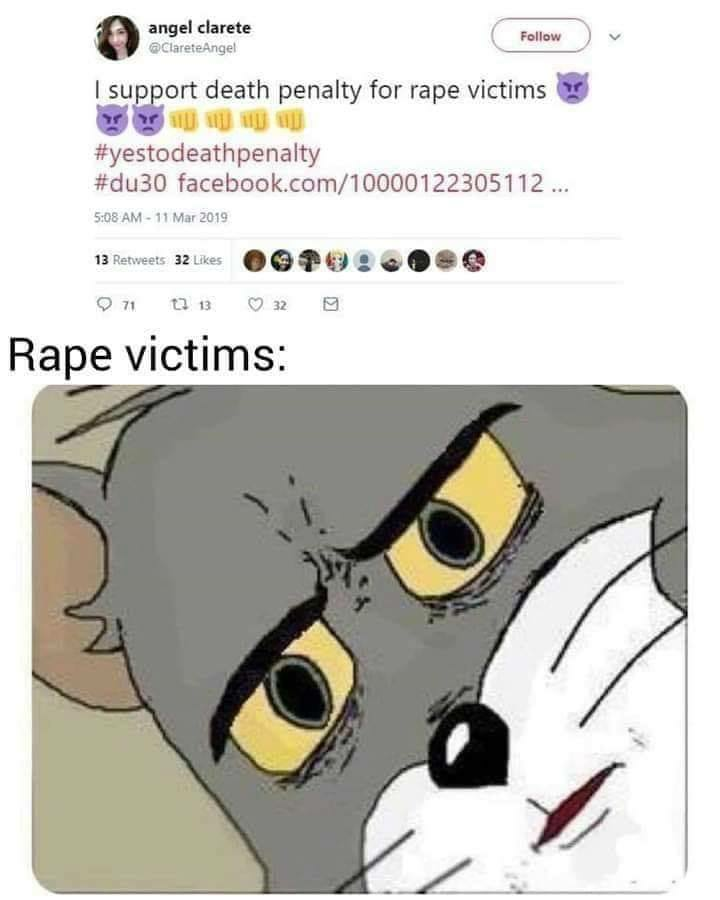 angel clarete
@ClareteAngel
Follow
I support death penalty for rape victims 😈
😈😈👊👊👊👊
#yestodeathpenalty
#du30 facebook.com/10000122305112 ...
5:08 AM - 11 Mar 2019
13 Retweets 32 Likes
71 13 32
Rape victims: